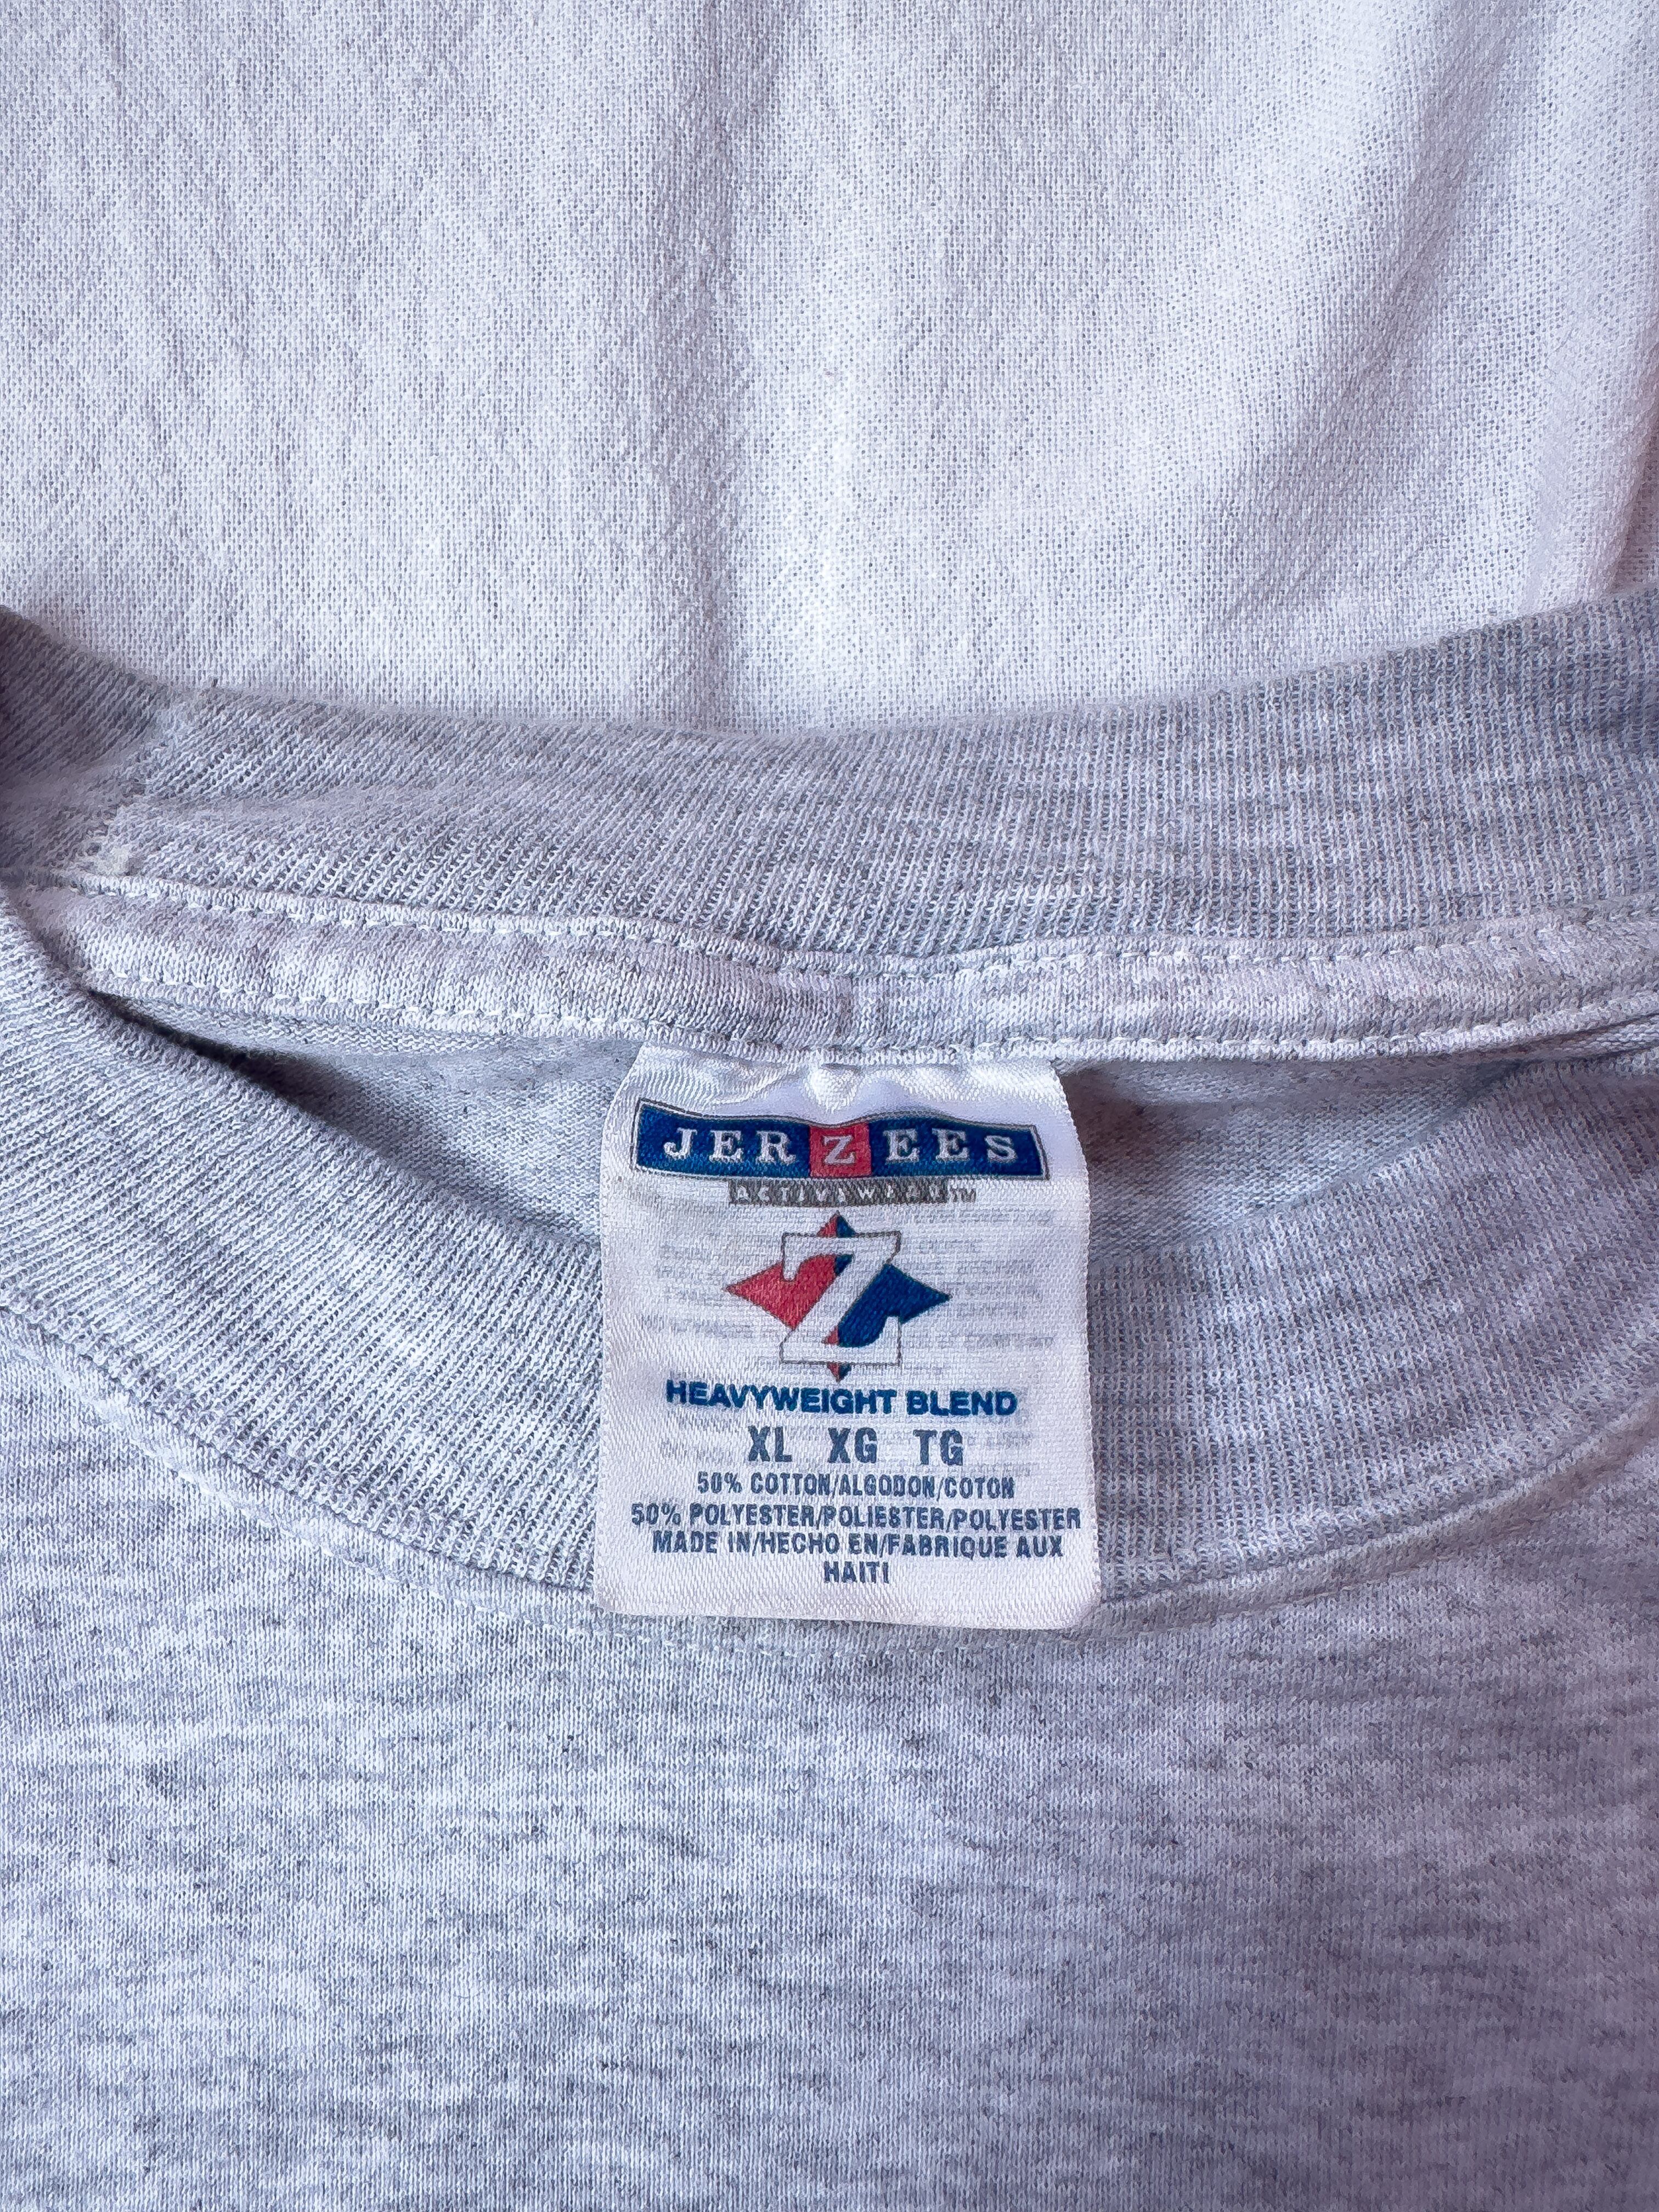 JERZEES
ACTIVEWEAR™
Z
HEAVYWEIGHT BLEND
XL XG TG
50% COTTON/ALGODON/COTON
50% POLYESTER/POLIESTER/POLYESTER
MADE IN/HECHO EN/FABRIQUE AUX
HAITI